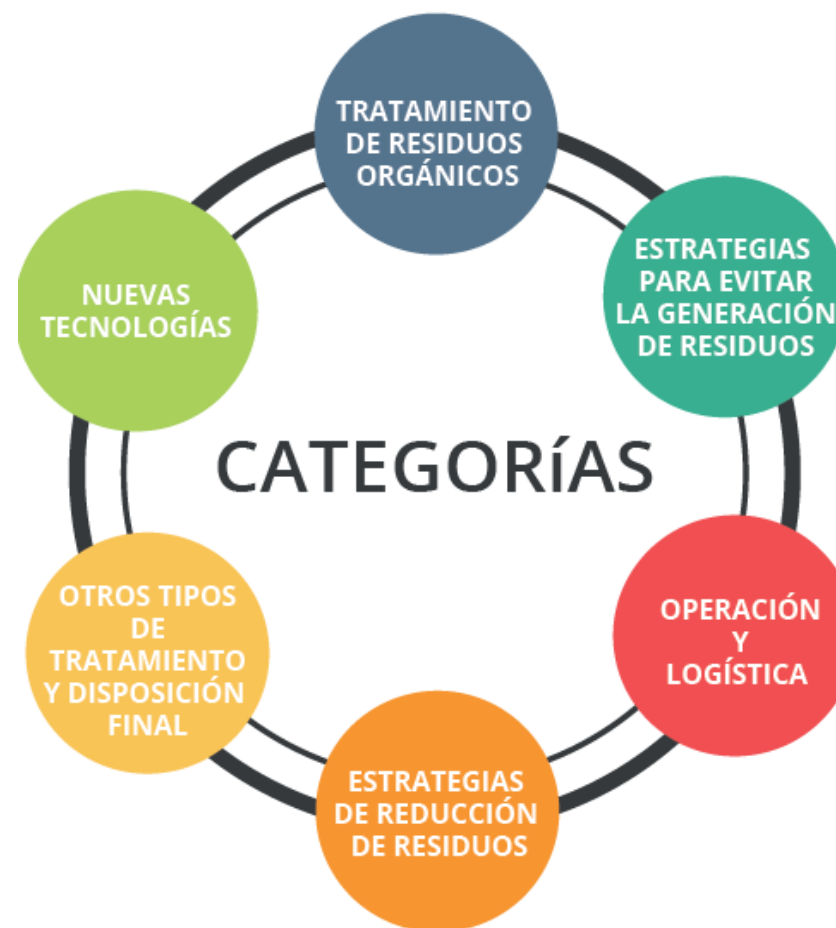 TRATAMIENTO
DE RESIDUOS
ORGÁNICOS
ESTRATEGIAS
PARA EVITAR
LA GENERACIÓN
DE RESIDUOS
NUEVAS
TECNOLOGÍAS
CATEGORíAS
OTROS TIPOS
DE
TRATAMIENTO
Y DISPOSICIÓN
FINAL
OPERACIÓN
Y
LOGÍSTICA
ESTRATEGIAS
DE REDUCCIÓN
DE RESIDUOS